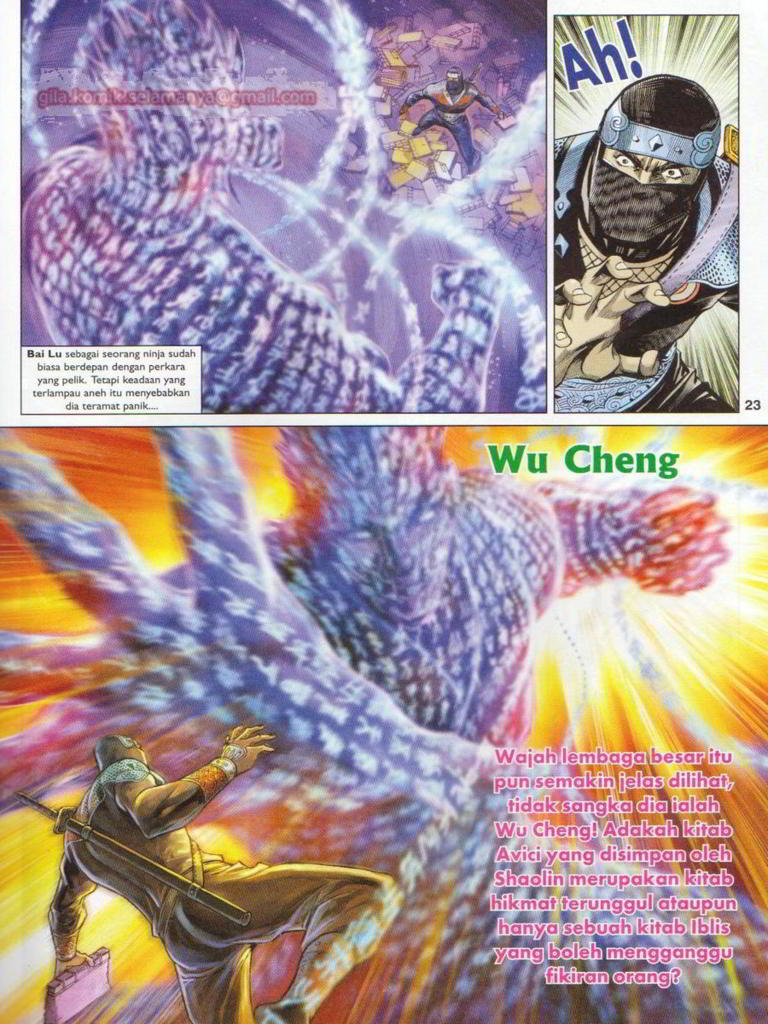 gila.komik.selamanya@gmail.com
Ah!
Bai Lu sebagai seorang ninja sudah
biasa berdepan dengan perkara
yang pelik. Tetapi keadaan yang
terlampau aneh itu menyebabkan
dia teramat panik....
23
Wu Cheng
Wajah lembaga besar itu
pun semakin jelas dilihat,
tidak sangka dia ialah
Wu Cheng! Adakah kitab
Avici yang disimpan oleh
Shaolin merupakan kitab
hikmat terunggul ataupun
hanya sebuah kitab Iblis
yang boleh mengganggu
fikiran orang?